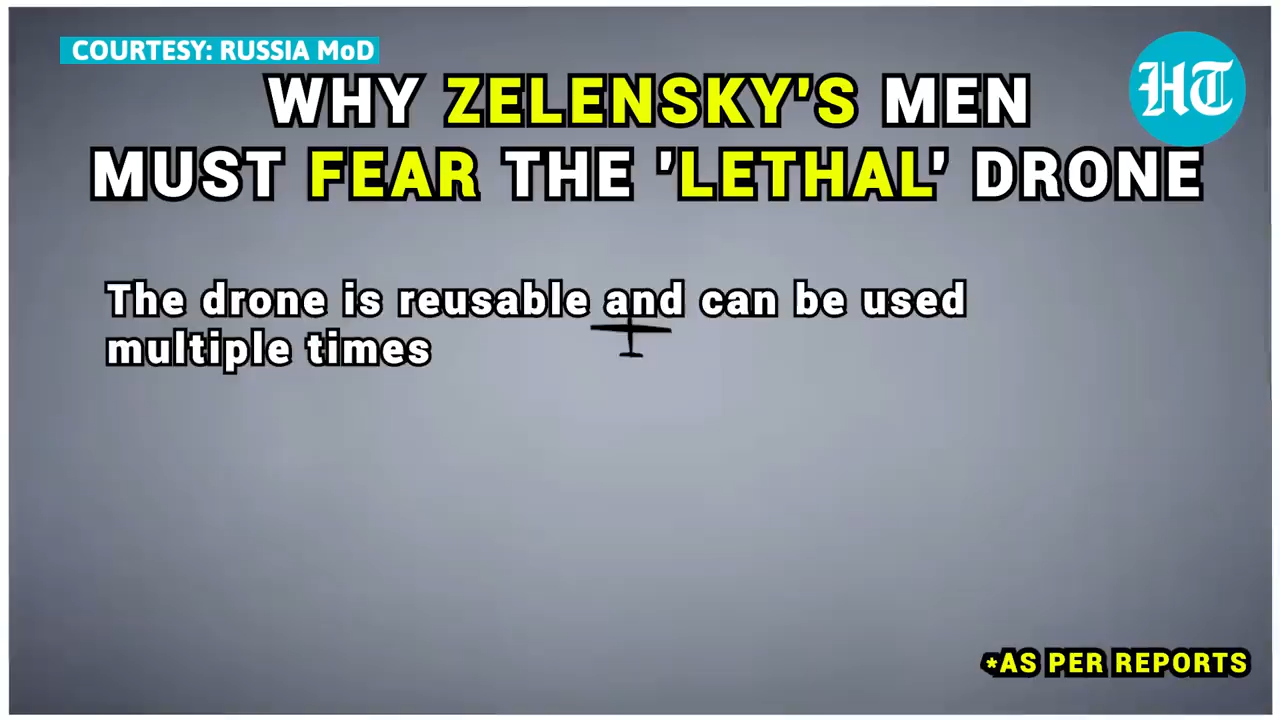 COURTESY: RUSSIA MoD
HT
WHY ZELENSKY'S MEN
MUST FEAR THE 'LETHAL' DRONE
The drone is reusable and can be used
multiple times
*AS PER REPORTS